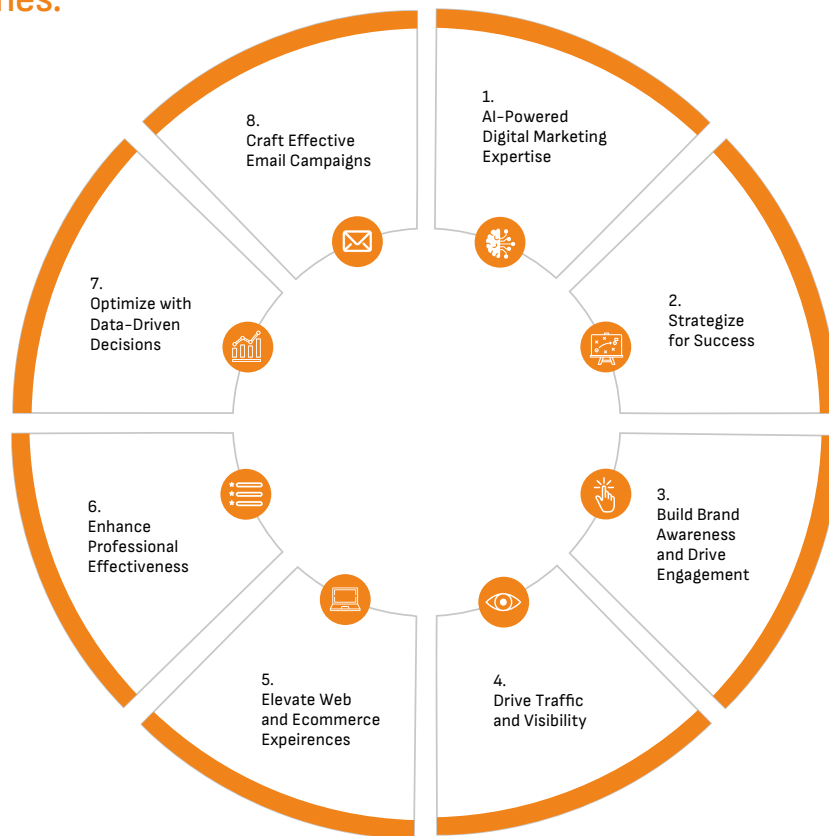 1.
AI-Powered
Digital Marketing
Expertise
2.
Strategize
for Success
3.
Build Brand
Awareness
and Drive
Engagement
4.
Drive Traffic
and Visibility
5.
Elevate Web
and Ecommerce
Expeirences
6.
Enhance
Professional
Effectiveness
7.
Optimize with
Data-Driven
Decisions
8.
Craft Effective
Email Campaigns